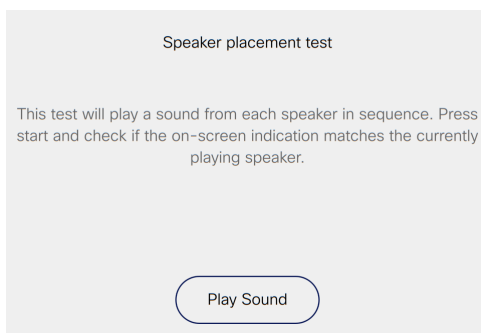 Speaker placement test
This test will play a sound from each speaker in sequence. Press
start and check if the on-screen indication matches the currently
playing speaker.
Play Sound